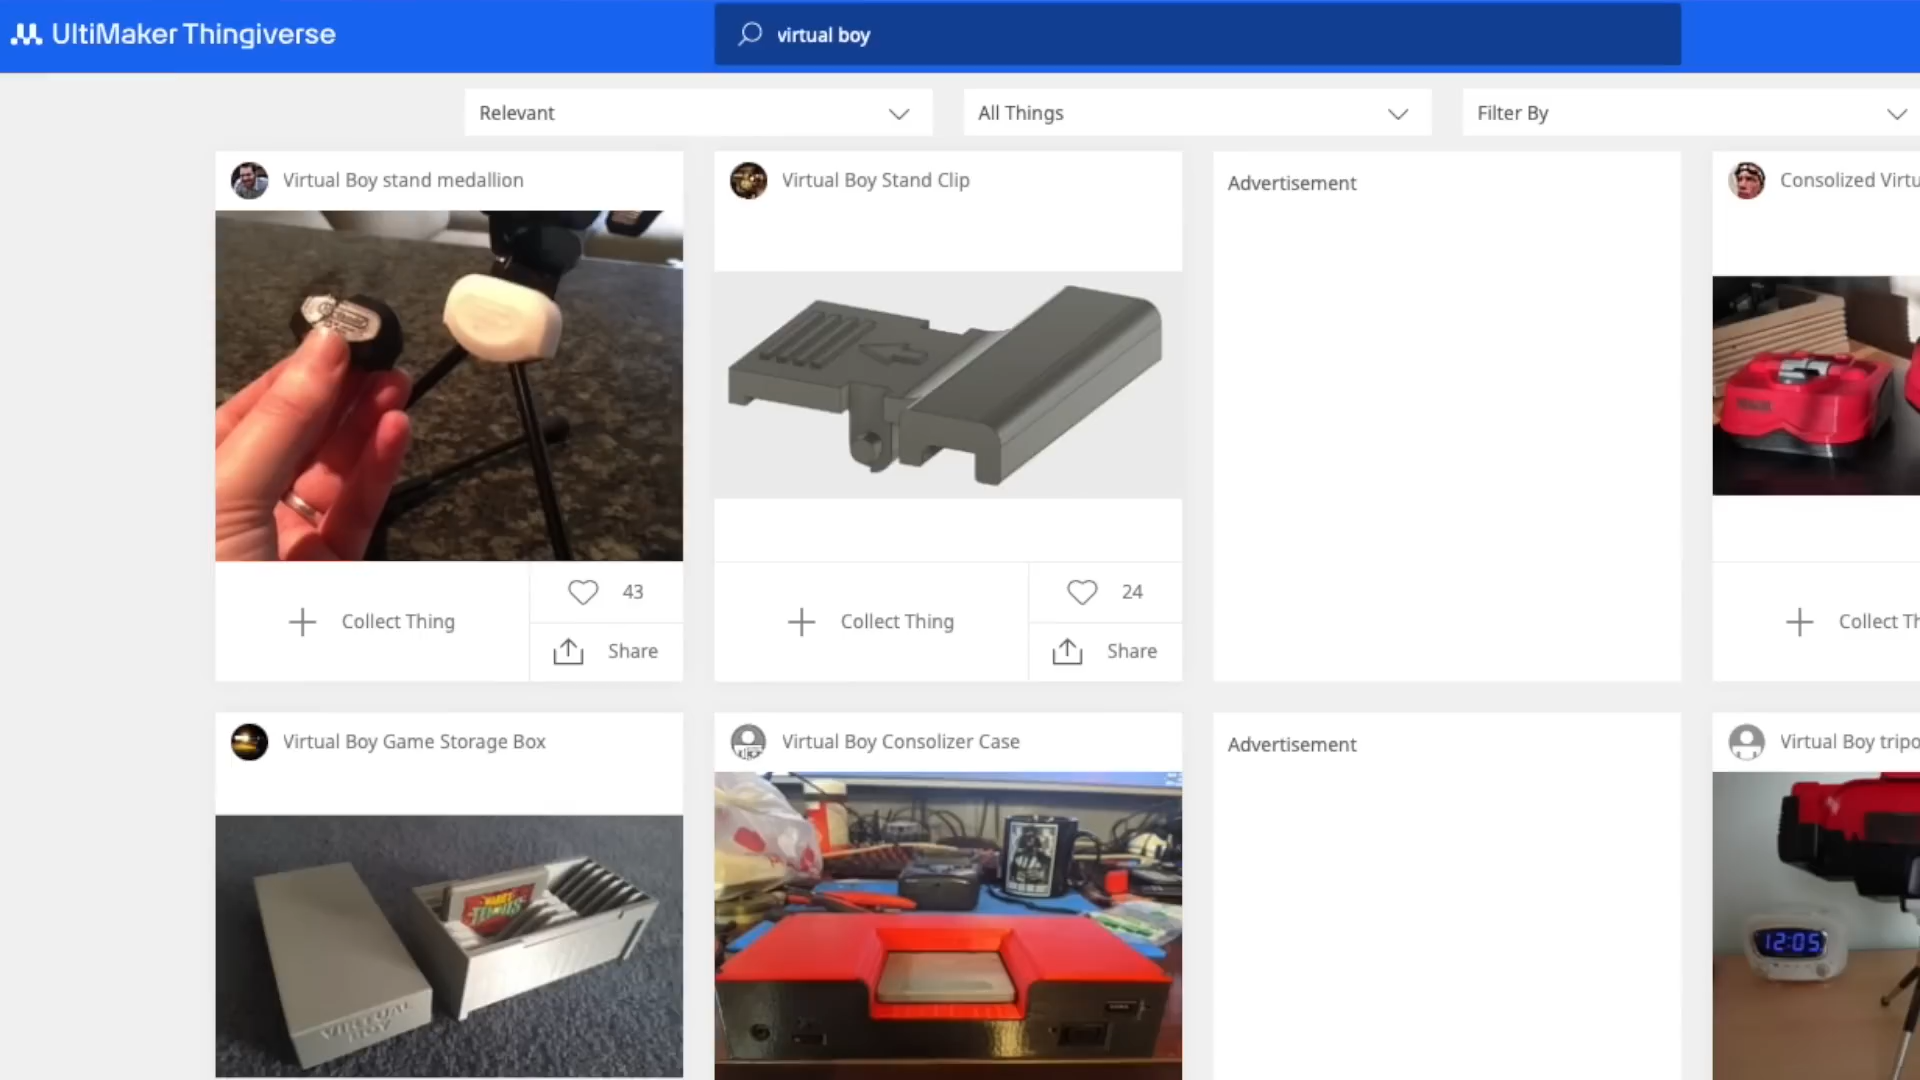 UltiMaker Thingiverse
virtual boy
Relevant
All Things
Filter By
Virtual Boy stand medallion
Virtual Boy Stand Clip
Advertisement
Consolized Virtu
43
Collect Thing
Share
24
Collect Thing
Share
Collect Th
Virtual Boy Game Storage Box
Virtual Boy Consolizer Case
Advertisement
Virtual Boy tripo
12:05
VIRTUAL
BOY